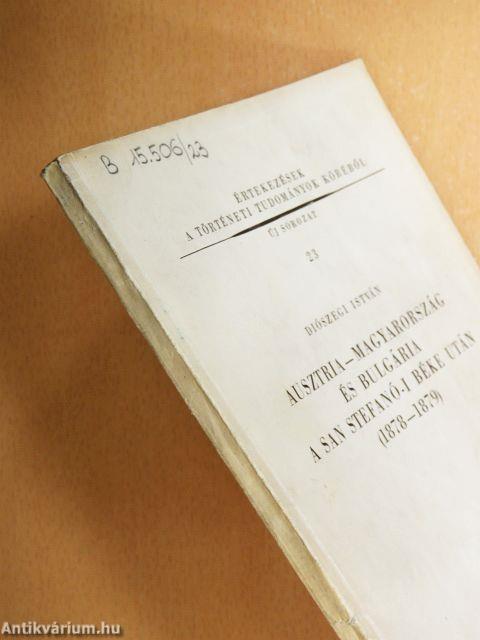 B 15.506/23
ÉRTEKEZÉSEK
A TÖRTÉNETI TUDOMÁNYOK KÖRÉBŐL
ÚJ SOROZAT
23
DIÓSZEGI ISTVÁN
AUSZTRIA–MAGYARORSZÁG
ÉS BULGÁRIA
A SAN STEFANÓ-I BÉKE UTÁN
(1878–1879)
Antikvárium.hu